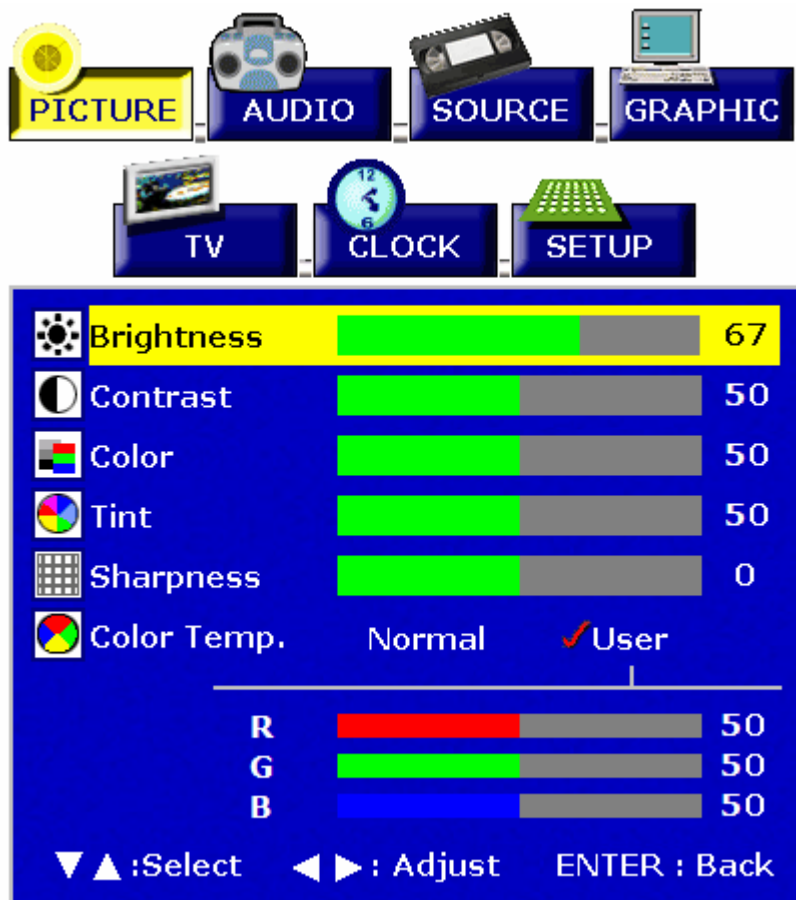 PICTURE AUDIO SOURCE GRAPHIC
12
6
TV CLOCK SETUP
Brightness 67
Contrast 50
Color 50
Tint 50
Sharpness 0
Color Temp. Normal ✓User
R 50
G 50
B 50
▼▲:Select ◀ ▶: Adjust ENTER : Back